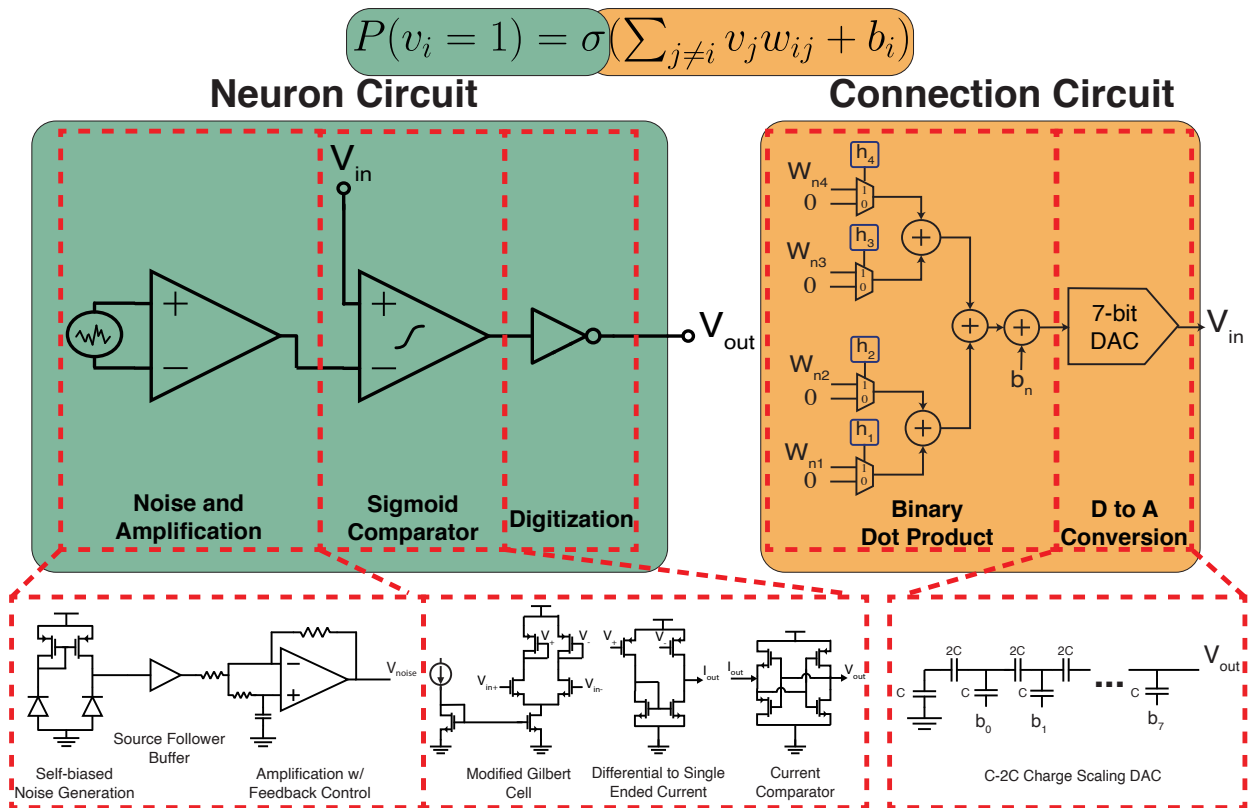 P(v_i = 1) = σ(∑_{j≠i} v_j w_{ij} + b_i)
Neuron Circuit
Connection Circuit
V_in
+
−
+
−
V_out
Noise and
Amplification
Sigmoid
Comparator
Digitization
h_4
W_n4
0
1
0
+
h_3
W_n3
0
1
0
+
+
b_n
7-bit
DAC
V_in
h_2
W_n2
0
1
0
+
h_1
W_n1
0
1
0
Binary
Dot Product
D to A
Conversion
−
+
V_noise
Source Follower
Buffer
Self-biased
Noise Generation
Amplification w/
Feedback Control
V_+
V_-
V_in+
V_in-
Modified Gilbert
Cell
V_+
V_-
I_out
Differential to Single
Ended Current
I_out
V_out
Current
Comparator
2C
2C
2C
V_out
C
C
C
...
C
b_0
b_1
b_7
C-2C Charge Scaling DAC